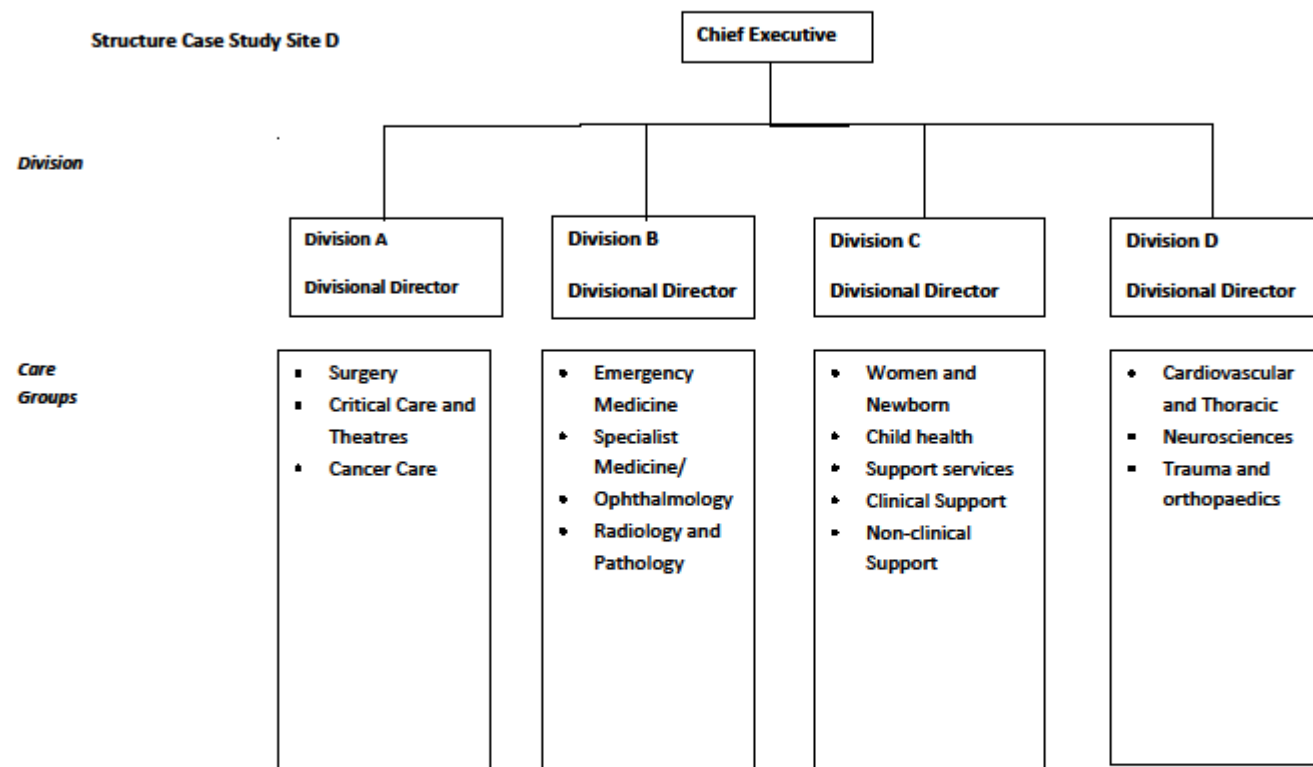 Structure Case Study Site D
Chief Executive
Division
Division A
Divisional Director
Division B
Divisional Director
Division C
Divisional Director
Division D
Divisional Director
Care
Groups
▪ Surgery
▪ Critical Care and
Theatres
▪ Cancer Care
• Emergency
Medicine
• Specialist
Medicine/
• Ophthalmology
• Radiology and
Pathology
• Women and
Newborn
• Child health
• Support services
• Clinical Support
• Non-clinical
Support
• Cardiovascular
and Thoracic
▪ Neurosciences
▪ Trauma and
orthopaedics